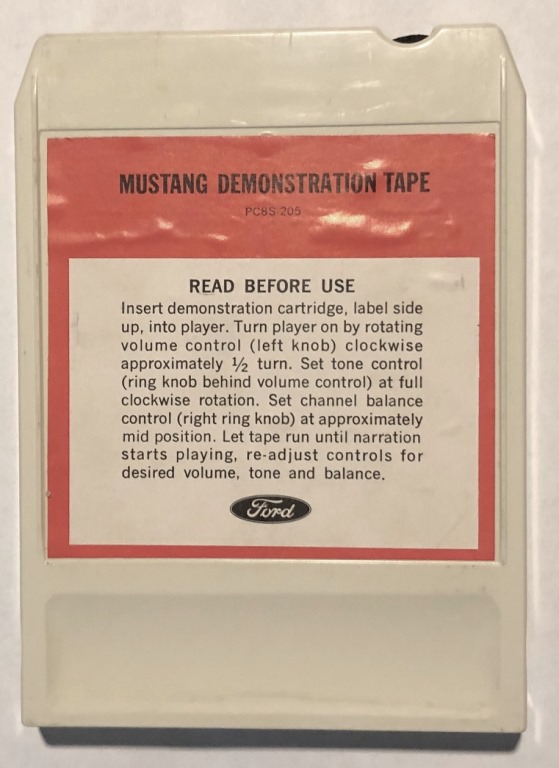 MUSTANG DEMONSTRATION TAPE
PC8S-205
READ BEFORE USE
Insert demonstration cartridge, label side
up, into player. Turn player on by rotating
volume control (left knob) clockwise
approximately ½ turn. Set tone control
(ring knob behind volume control) at full
clockwise rotation. Set channel balance
control (right ring knob) at approximately
mid position. Let tape run until narration
starts playing, re-adjust controls for
desired volume, tone and balance.
Ford